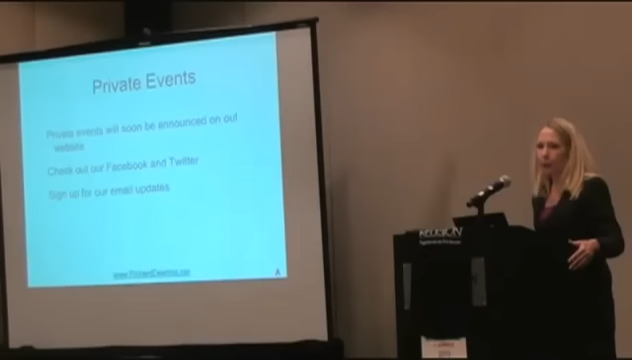 Private Events
Private events will soon be announced on our
website
Check out our Facebook and Twitter
Sign up for our email updates
A